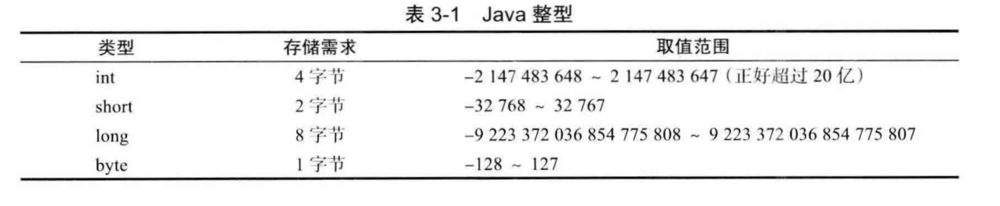 表 3-1 Java 整型
类型 存储需求 取值范围
int 4 字节 –2 147 483 648 ~ 2 147 483 647（正好超过 20 亿）
short 2 字节 –32 768 ~ 32 767
long 8 字节 –9 223 372 036 854 775 808 ~ 9 223 372 036 854 775 807
byte 1 字节 –128 ~ 127